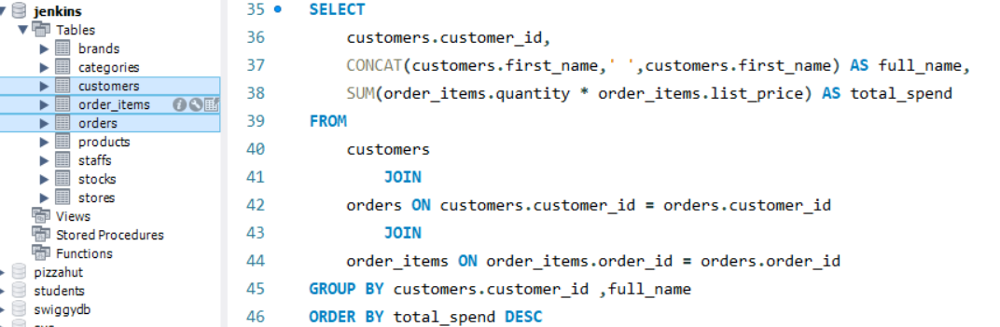 jenkins
Tables
brands
categories
customers
order_items
orders
products
staffs
stocks
stores
Views
Stored Procedures
Functions
pizzahut
students
swiggydb
35 SELECT
36 customers.customer_id,
37 CONCAT(customers.first_name,' ',customers.first_name) AS full_name,
38 SUM(order_items.quantity * order_items.list_price) AS total_spend
39 FROM
40 customers
41 JOIN
42 orders ON customers.customer_id = orders.customer_id
43 JOIN
44 order_items ON order_items.order_id = orders.order_id
45 GROUP BY customers.customer_id ,full_name
46 ORDER BY total_spend DESC